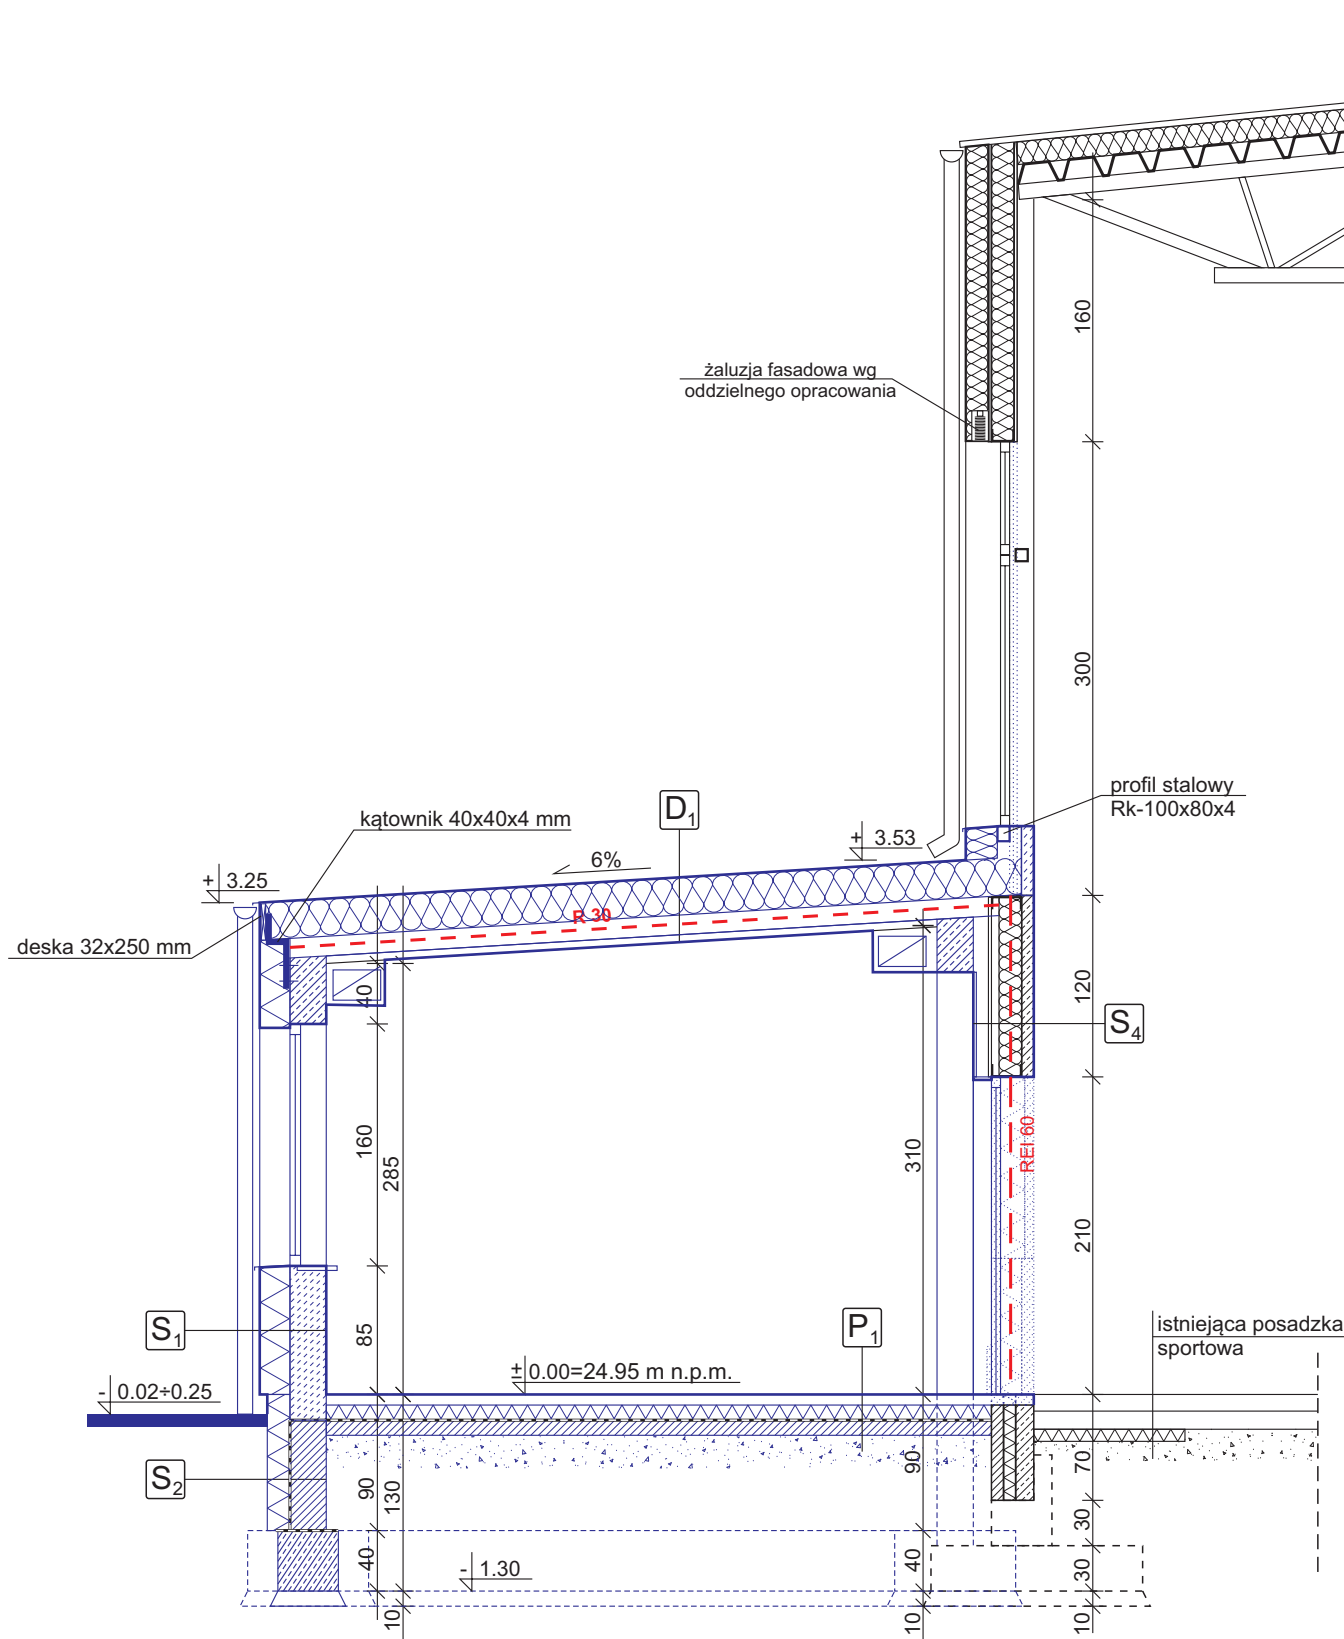 160
żaluzja fasadowa wg
oddzielnego opracowania
300
profil stalowy
Rk-100x80x4
kątownik 40x40x4 mm
D1
+ 3.53
6%
+ 3.25
R 30
deska 32x250 mm
40
120
S4
160
285
310
REI 60
210
S1
85
P1
istniejąca posadzka
sportowa
± 0.00=24.95 m n.p.m.
- 0.02÷0.25
S2
90
130
90
70
30
40
- 1.30
40
30
10
10
10